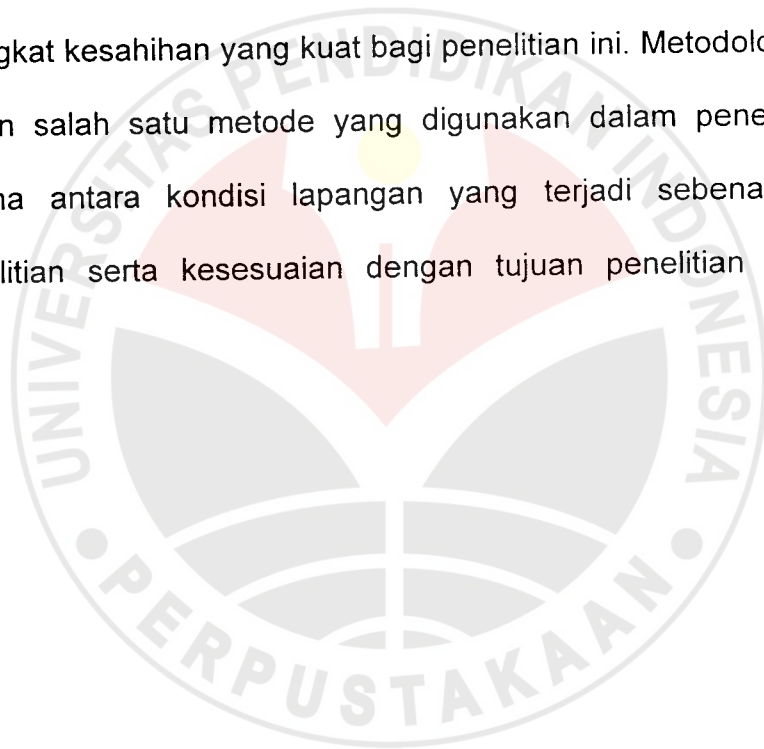 gkat kesahihan yang kuat bagi penelitian ini. Metodolo
n salah satu metode yang digunakan dalam pene
na antara kondisi lapangan yang terjadi sebena
litian serta kesesuaian dengan tujuan penelitian
UNIVERSITAS PENDIDIKAN INDONESIA
PERPUSTAKAAN